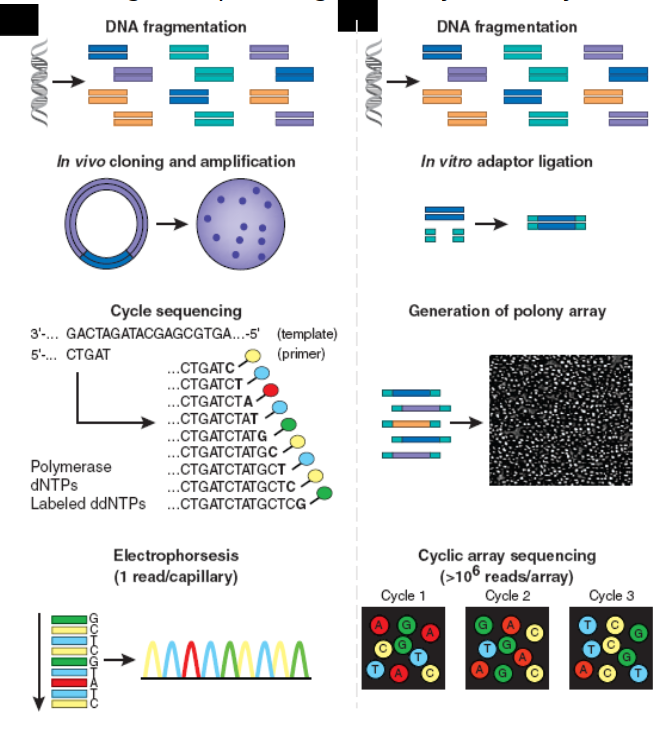 DNA fragmentation
In vivo cloning and amplification
Cycle sequencing
3'-... GACTAGATACGAGCGTGA...-5' (template)
5'-... CTGAT (primer)
...CTGATC
...CTGATCT
...CTGATCTA
...CTGATCTAT
...CTGATCTATG
...CTGATCTATGC
...CTGATCTATGCT
...CTGATCTATGCTC
...CTGATCTATGCTCG
Polymerase
dNTPs
Labeled ddNTPs
Electrophorsesis
(1 read/capillary)
G
C
T
C
G
T
A
T
C
DNA fragmentation
In vitro adaptor ligation
Generation of polony array
Cyclic array sequencing
(>10⁶ reads/array)
Cycle 1
A G A
C G
T
T A C
Cycle 2
G A C
T G
A
A G C
Cycle 3
T C G
T C
G
A C T